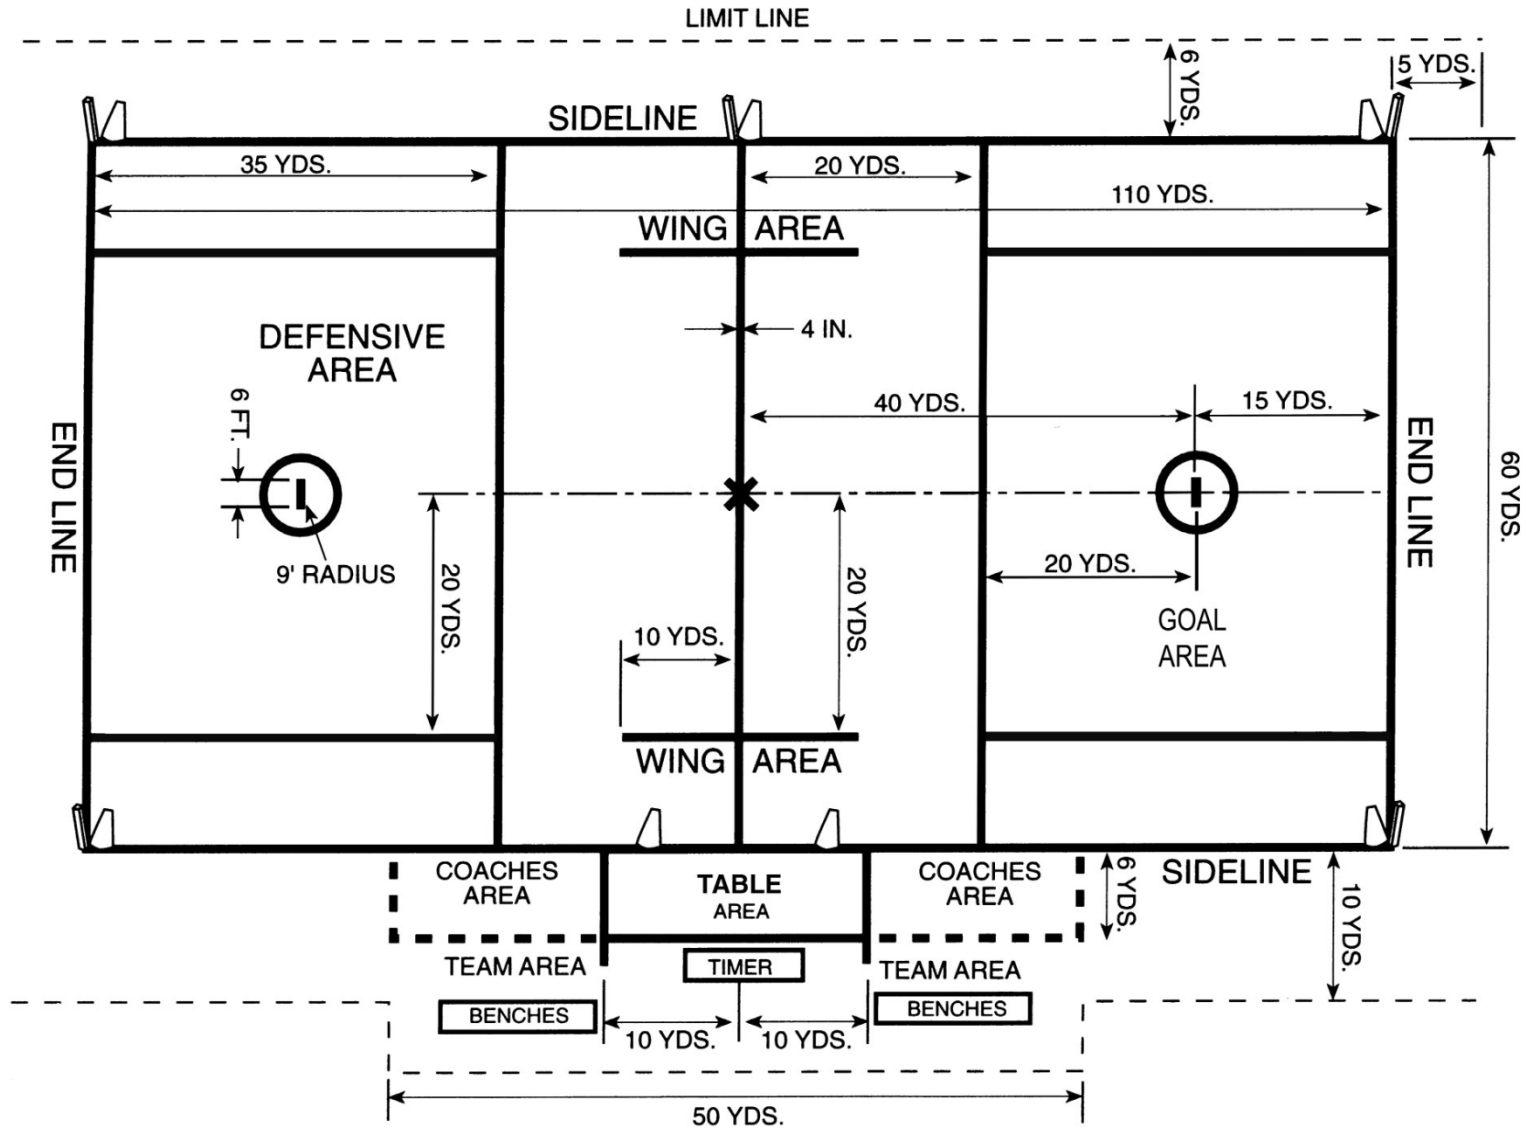 LIMIT LINE
6 YDS.
5 YDS.
SIDELINE
35 YDS.
20 YDS.
110 YDS.
WING AREA
4 IN.
DEFENSIVE
AREA
6 FT.
40 YDS.
15 YDS.
END LINE
END LINE
60 YDS.
9' RADIUS
20 YDS.
20 YDS.
20 YDS.
GOAL
AREA
10 YDS.
WING AREA
COACHES
AREA
TABLE
AREA
COACHES
AREA
6 YDS.
SIDELINE
10 YDS.
TEAM AREA
TIMER
TEAM AREA
BENCHES
BENCHES
10 YDS.
10 YDS.
50 YDS.